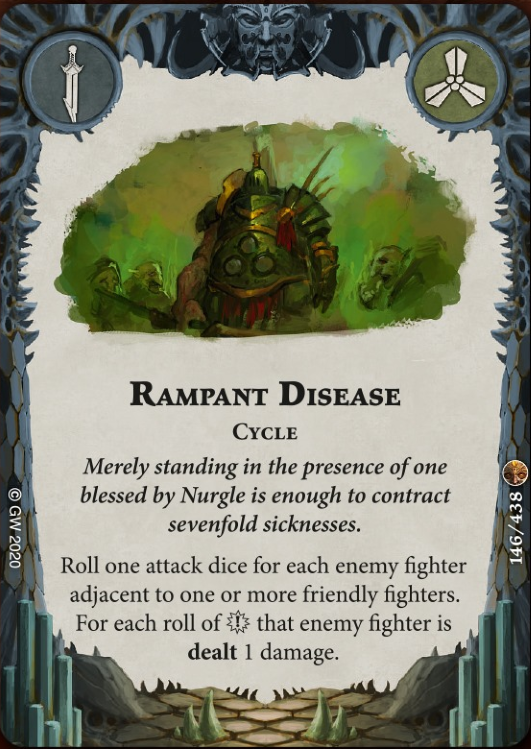 Rampant Disease
Cycle
Merely standing in the presence of one
blessed by Nurgle is enough to contract
sevenfold sicknesses.
Roll one attack dice for each enemy fighter
adjacent to one or more friendly fighters.
For each roll of that enemy fighter is
dealt 1 damage.
© GW 2020
146/438